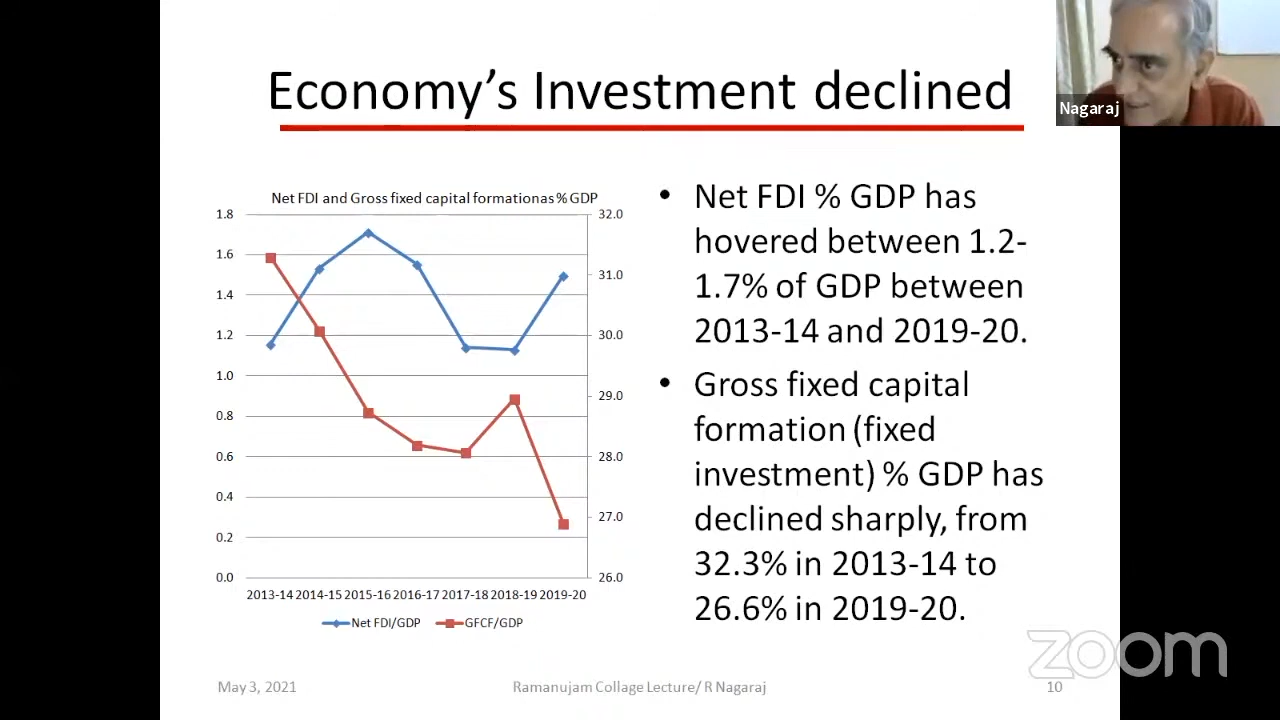 Economy’s Investment declined
Nagaraj
Net FDI and Gross fixed capital formationas % GDP
1.8
1.6
1.4
1.2
1.0
0.8
0.6
0.4
0.2
0.0
32.0
31.0
30.0
29.0
28.0
27.0
26.0
2013-14 2014-15 2015-16 2016-17 2017-18 2018-19 2019-20
Net FDI/GDP GFCF/GDP
• Net FDI % GDP has
hovered between 1.2-
1.7% of GDP between
2013-14 and 2019-20.
• Gross fixed capital
formation (fixed
investment) % GDP has
declined sharply, from
32.3% in 2013-14 to
26.6% in 2019-20.
zoom
May 3, 2021 Ramanujam Collage Lecture/ R Nagaraj 10